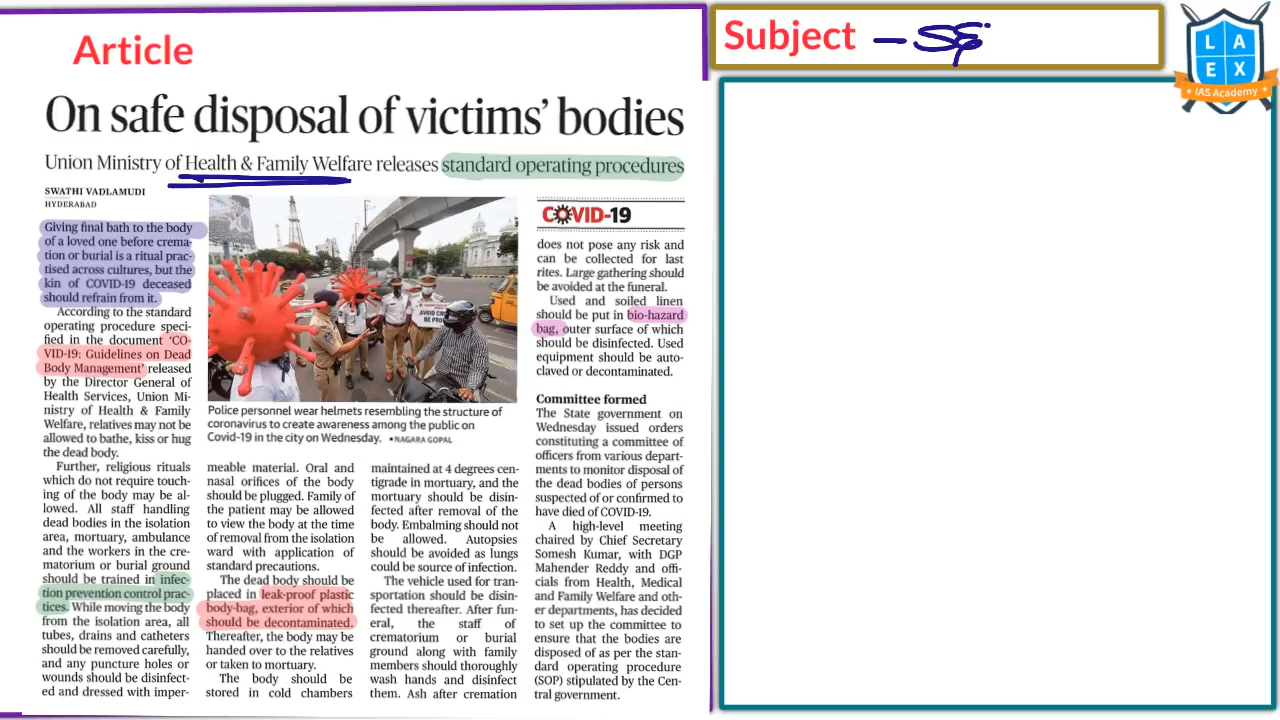 Article
Subject
L A
E X
IAS Academy
On safe disposal of victims' bodies
Union Ministry of Health & Family Welfare releases standard operating procedures
SWATHI VADLAMUDI
HYDERABAD
Giving final bath to the body
of a loved one before crema-
tion or burial is a ritual prac-
tised across cultures, but the
kin of COVID-19 deceased
should refrain from it.
According to the standard
operating procedure speci-
fied in the document 'CO-
VID-19: Guidelines on Dead
Body Management' released
by the Director General of
Health Services, Union Mi-
nistry of Health & Family
Welfare, relatives may not be
allowed to bathe, kiss or hug
the dead body.
Further, religious rituals
which do not require touch-
ing of the body may be al-
lowed. All staff handling
dead bodies in the isolation
area, mortuary, ambulance
and the workers in the cre-
matorium or burial ground
should be trained in infec-
tion prevention control prac-
tices. While moving the body
from the isolation area, all
tubes, drains and catheters
should be removed carefully,
and any puncture holes or
wounds should be disinfect-
ed and dressed with imper-
AVOID
BE
Police personnel wear helmets resembling the structure of
coronavirus to create awareness among the public on
Covid-19 in the city on Wednesday. •NAGARA GOPAL
meable material. Oral and
nasal orifices of the body
should be plugged. Family of
the patient may be allowed
to view the body at the time
of removal from the isolation
ward with application of
standard precautions.
The dead body should be
placed in leak-proof plastic
body-bag, exterior of which
should be decontaminated.
Thereafter, the body may be
handed over to the relatives
or taken to mortuary.
The body should be
stored in cold chambers
maintained at 4 degrees cen-
tigrade in mortuary, and the
mortuary should be disin-
fected after removal of the
body. Embalming should not
be allowed. Autopsies
should be avoided as lungs
could be source of infection.
The vehicle used for tran-
sportation should be disin-
fected thereafter. After fun-
eral, the staff of
crematorium or burial
ground along with family
members should thoroughly
wash hands and disinfect
them. Ash after cremation
COVID-19
does not pose any risk and
can be collected for last
rites. Large gathering should
be avoided at the funeral.
Used and soiled linen
should be put in bio-hazard
bag, outer surface of which
should be disinfected. Used
equipment should be auto-
claved or decontaminated.
Committee formed
The State government on
Wednesday issued orders
constituting a committee of
officers from various depart-
ments to monitor disposal of
the dead bodies of persons
suspected of or confirmed to
have died of COVID-19.
A high-level meeting
chaired by Chief Secretary
Somesh Kumar, with DGP
Mahender Reddy and offi-
cials from Health, Medical
and Family Welfare and oth-
er departments, has decided
to set up the committee to
ensure that the bodies are
disposed of as per the stan-
dard operating procedure
(SOP) stipulated by the Cen-
tral government.